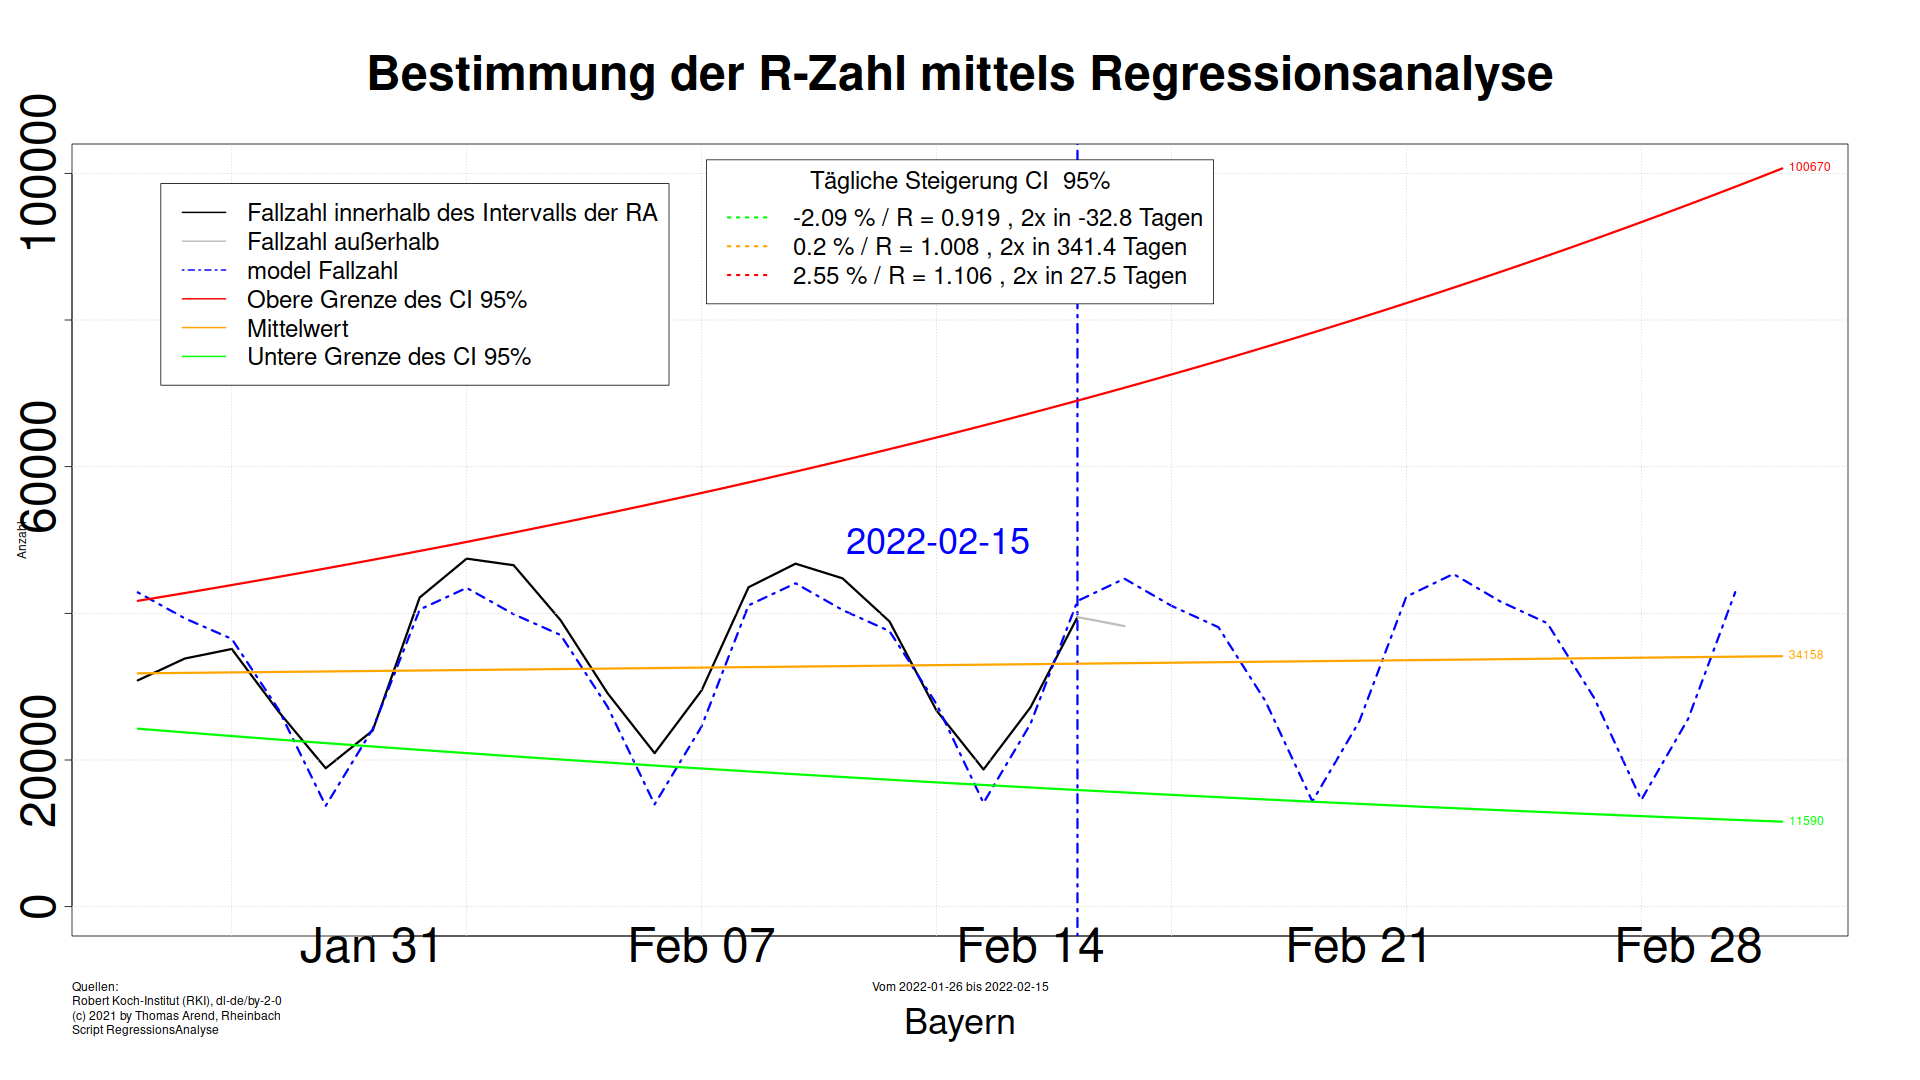 Bestimmung der R-Zahl mittels Regressionsanalyse
100000
60000
20000
0
Anzahl
Fallzahl innerhalb des Intervalls der RA
Fallzahl außerhalb
model Fallzahl
Obere Grenze des CI 95%
Mittelwert
Untere Grenze des CI 95%
Tägliche Steigerung CI 95%
-2.09 % / R = 0.919 , 2x in -32.8 Tagen
0.2 % / R = 1.008 , 2x in 341.4 Tagen
2.55 % / R = 1.106 , 2x in 27.5 Tagen
100670
2022-02-15
34158
11590
Jan 31 Feb 07 Feb 14 Feb 21 Feb 28
Quellen:
Robert Koch-Institut (RKI), dl-de/by-2-0
(c) 2021 by Thomas Arend, Rheinbach
Script RegressionsAnalyse
Vom 2022-01-26 bis 2022-02-15
Bayern